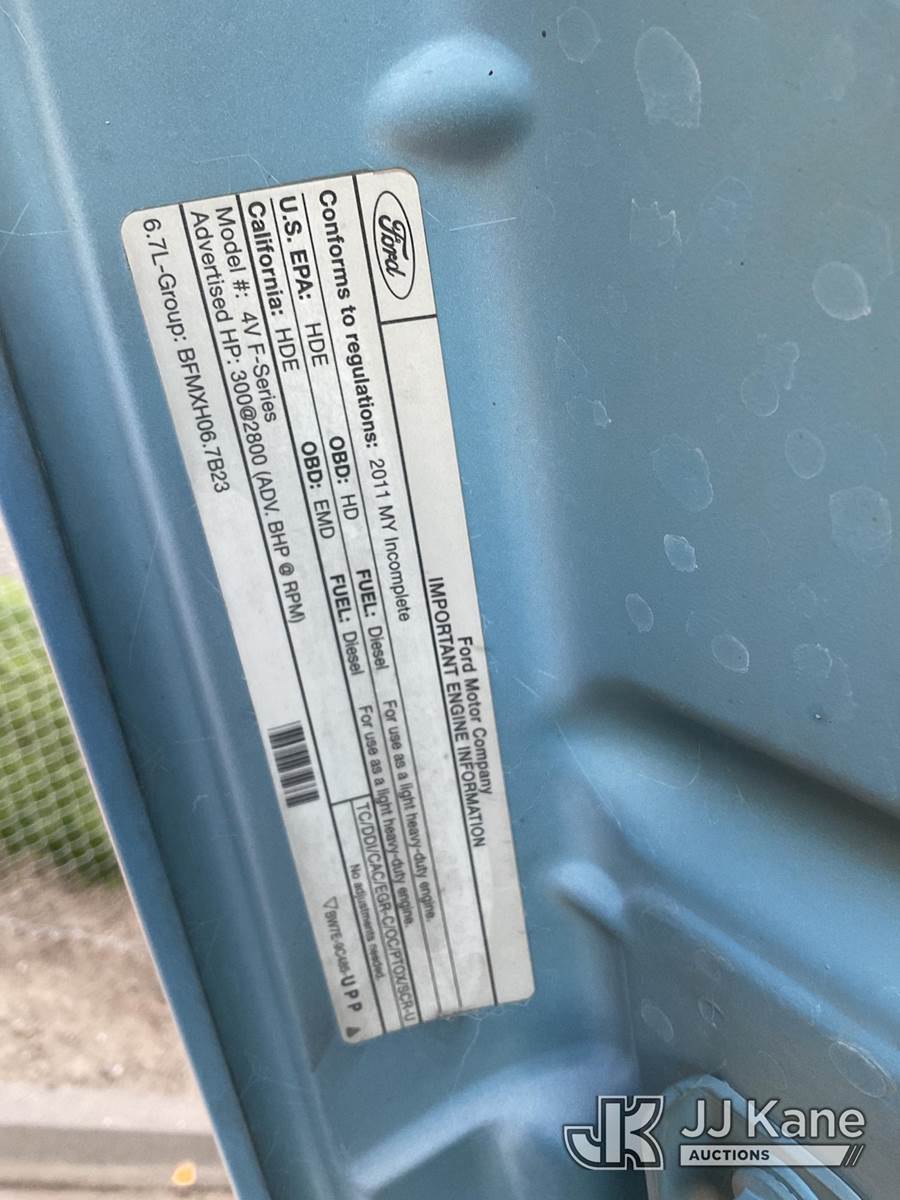 Ford
Ford Motor Company
IMPORTANT ENGINE INFORMATION
Conforms to regulations: 2011 MY Incomplete
U.S. EPA: HDE OBD: HD FUEL: Diesel For use as a light heavy-duty engine.
California: HDE OBD: EMD FUEL: Diesel For use as a light heavy-duty engine.
Model #: 4V F-Series
TC/DDI/CAC/EGR-C/OC/PTOX/SCR-U
Advertised HP: 300@2800 (ADV. BHP @ RPM)
No adjustments needed.
6.7L-Group: BFMXH06.7B23
UPP
JK JJ Kane
AUCTIONS